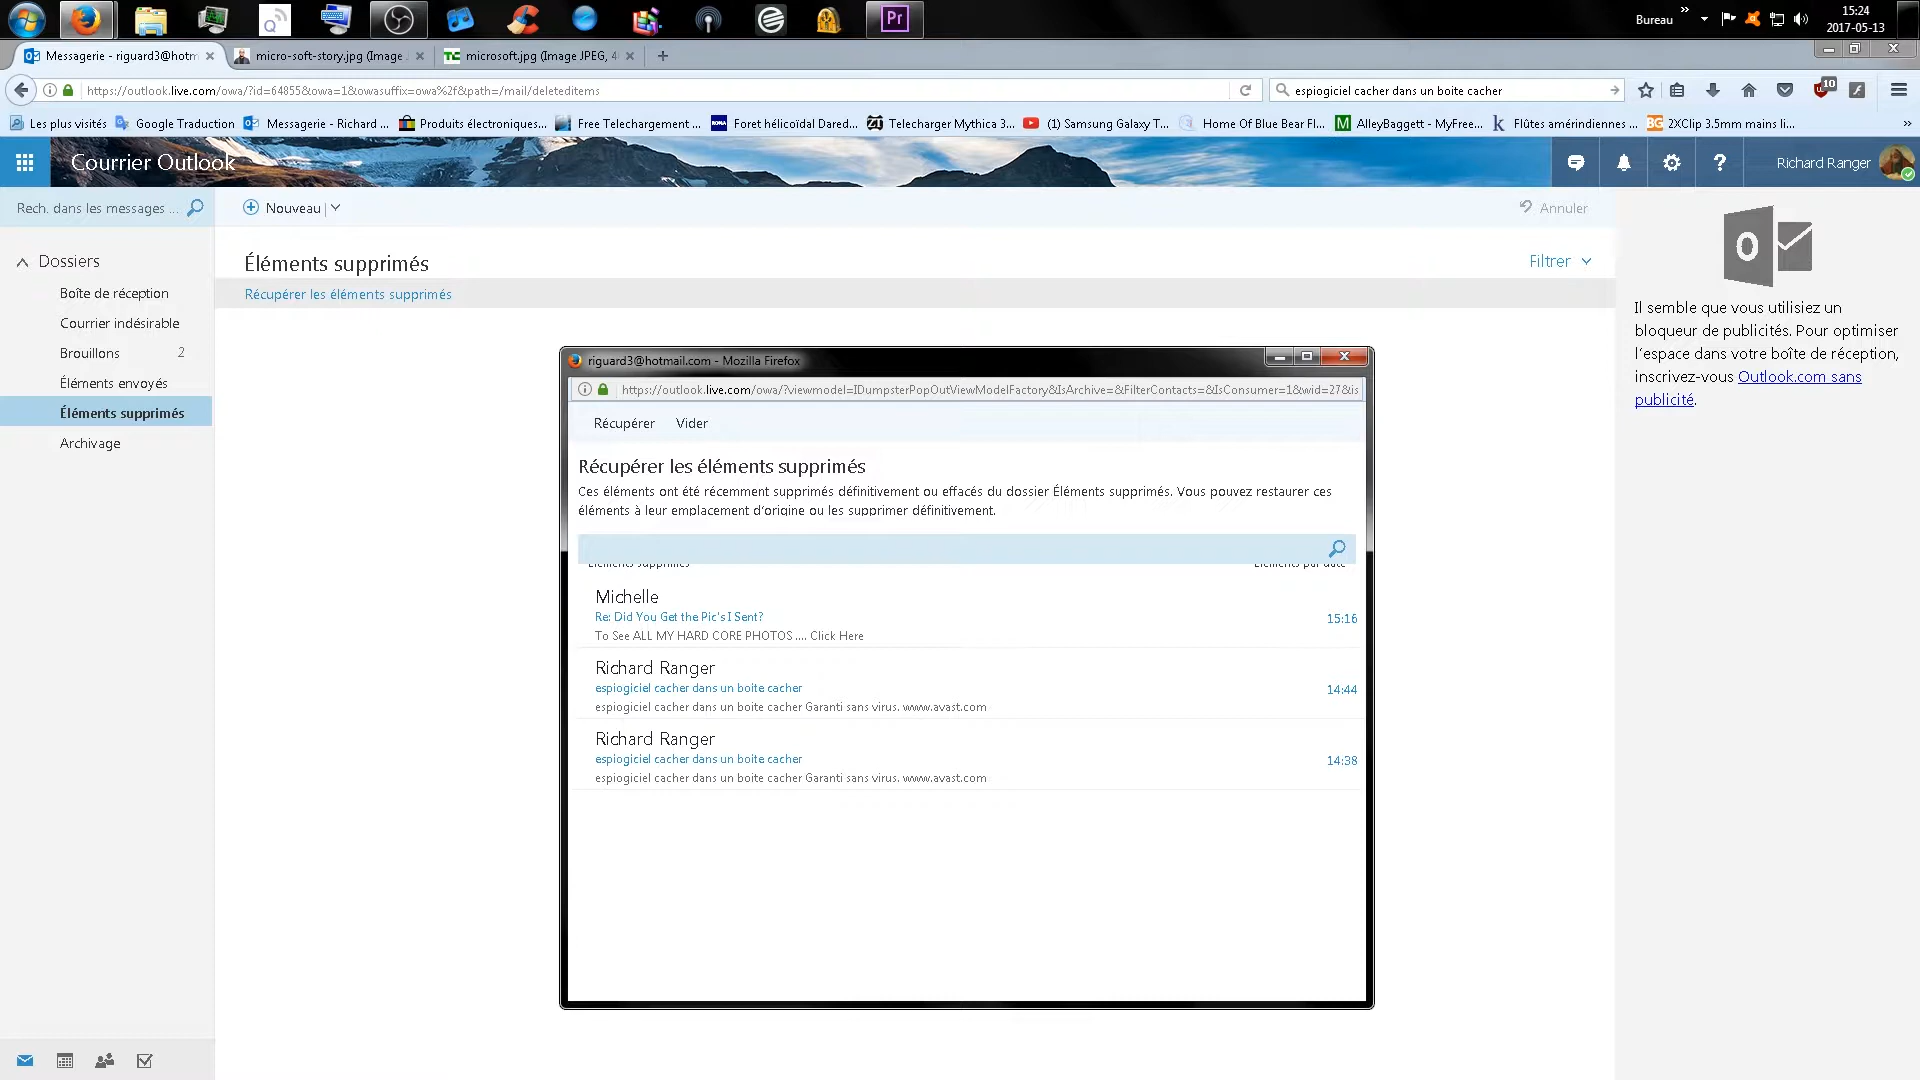 Pr
Bureau
»
15:24
2017-05-13
Messagerie - riguard3@hotm
micro-soft-story.jpg (Image
microsoft.jpg (Image JPEG, 4
https://outlook.live.com/owa/?id=64855&owa=1&owasuffix=owa%2f&path=/mail/deleteditems
espiogiciel cacher dans un boite cacher
10
Les plus visités
Google Traduction
Messagerie - Richard ...
Produits électroniques...
Free Telechargement ...
Foret hélicoïdal Dared...
Telecharger Mythica 3...
(1) Samsung Galaxy T...
Home Of Blue Bear Fl...
AlleyBaggett - MyFree...
Flûtes amérindiennes ...
2XClip 3.5mm mains li...
»
Courrier Outlook
Richard Ranger
Rech. dans les messages ...
Nouveau
Annuler
Dossiers
Boîte de réception
Courrier indésirable
Brouillons 2
Éléments envoyés
Éléments supprimés
Archivage
Éléments supprimés
Filtrer
Récupérer les éléments supprimés
Il semble que vous utilisiez un
bloqueur de publicités. Pour optimiser
l'espace dans votre boîte de réception,
inscrivez-vous Outlook.com sans
publicité.
riguard3@hotmail.com - Mozilla Firefox
https://outlook.live.com/owa/?viewmodel=IDumpsterPopOutViewModelFactory&IsArchive=&FilterContacts=&IsConsumer=1&wid=27&is
Récupérer
Vider
Récupérer les éléments supprimés
Ces éléments ont été récemment supprimés définitivement ou effacés du dossier Éléments supprimés. Vous pouvez restaurer ces
éléments à leur emplacement d'origine ou les supprimer définitivement.
Éléments supprimés
Éléments par date
Michelle
Re: Did You Get the Pic's I Sent?
15:16
To See ALL MY HARD CORE PHOTOS .... Click Here
Richard Ranger
espiogiciel cacher dans un boite cacher
14:44
espiogiciel cacher dans un boite cacher Garanti sans virus. www.avast.com
Richard Ranger
espiogiciel cacher dans un boite cacher
14:38
espiogiciel cacher dans un boite cacher Garanti sans virus. www.avast.com